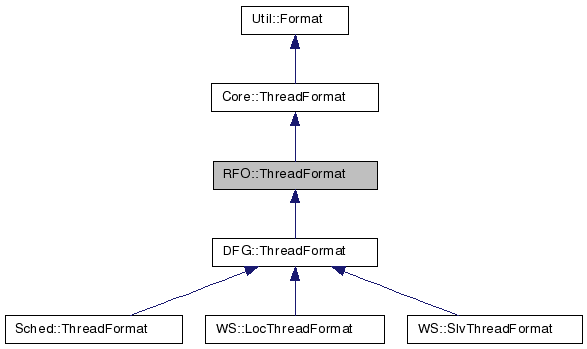 Util::Format
Core::ThreadFormat
RFO::ThreadFormat
DFG::ThreadFormat
Sched::ThreadFormat
WS::LocThreadFormat
WS::SlvThreadFormat